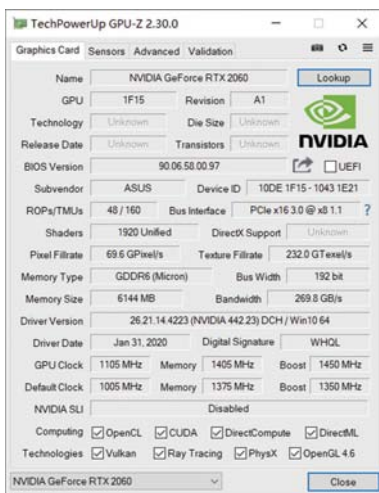 TechPowerUp GPU-Z 2.30.0
Graphics Card Sensors Advanced Validation
Name NVIDIA GeForce RTX 2060 Lookup
GPU 1F15 Revision A1
Technology Unknown Die Size Unknown
Release Date Unknown Transistors Unknown NVIDIA
BIOS Version 90.06.58.00.97 UEFI
Subvendor ASUS Device ID 10DE 1F15 - 1043 1E21
ROPs/TMUs 48 / 160 Bus Interface PCIe x16 3.0 @ x8 1.1 ?
Shaders 1920 Unified DirectX Support Unknown
Pixel Fillrate 69.6 GPixel/s Texture Fillrate 232.0 GTexel/s
Memory Type GDDR6 (Micron) Bus Width 192 bit
Memory Size 6144 MB Bandwidth 269.8 GB/s
Driver Version 26.21.14.4223 (NVIDIA 442.23) DCH / Win10 64
Driver Date Jan 31, 2020 Digital Signature WHQL
GPU Clock 1105 MHz Memory 1405 MHz Boost 1450 MHz
Default Clock 1005 MHz Memory 1375 MHz Boost 1350 MHz
NVIDIA SLI Disabled
Computing OpenCL CUDA DirectCompute DirectML
Technologies Vulkan Ray Tracing PhysX OpenGL 4.6
NVIDIA GeForce RTX 2060 Close